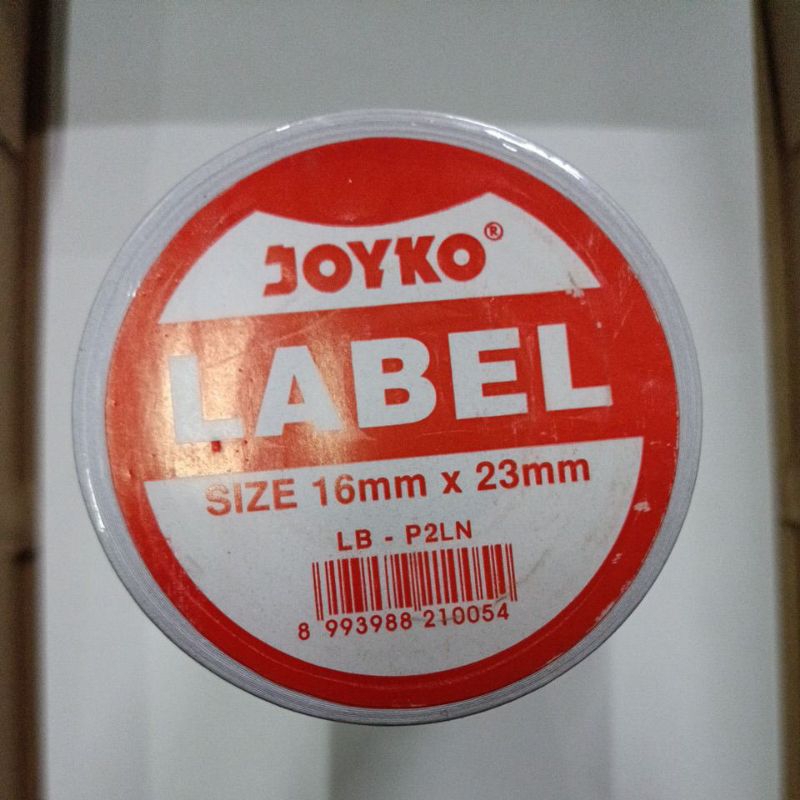 JOYKO®
LABEL
SIZE 16mm x 23mm
LB - P2LN
8 993988 210054